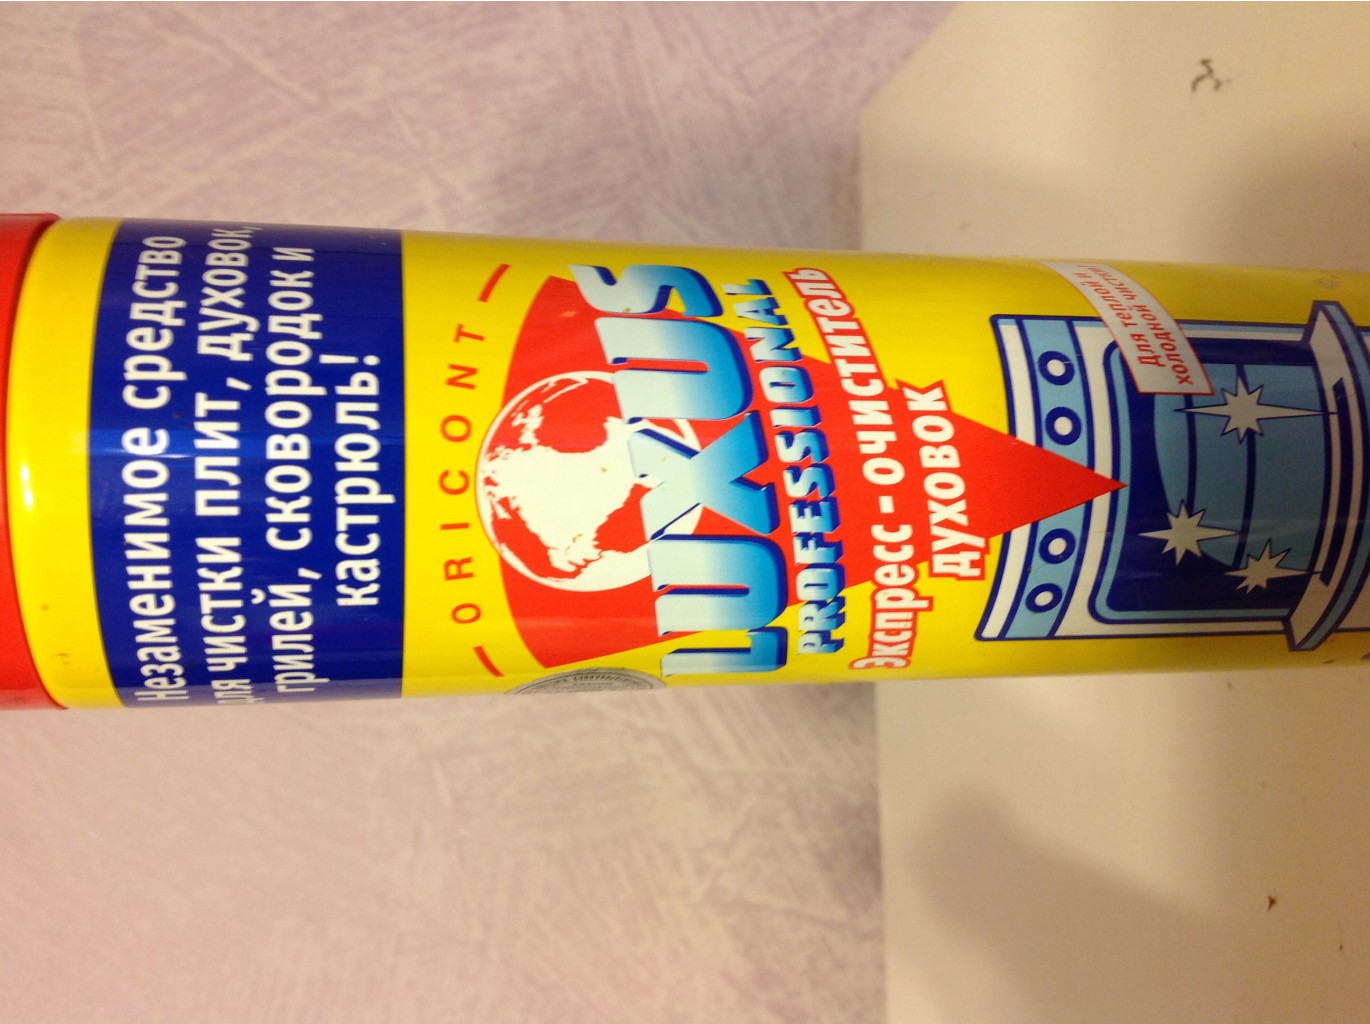 Незаменимое средство
для чистки плит, духовок,
грилей, сковородок и
кастрюль!
ORICONT
LUXUS
PROFESSIONAL
Экспресс - очиститель
духовок
Для теплой и
холодной чистки